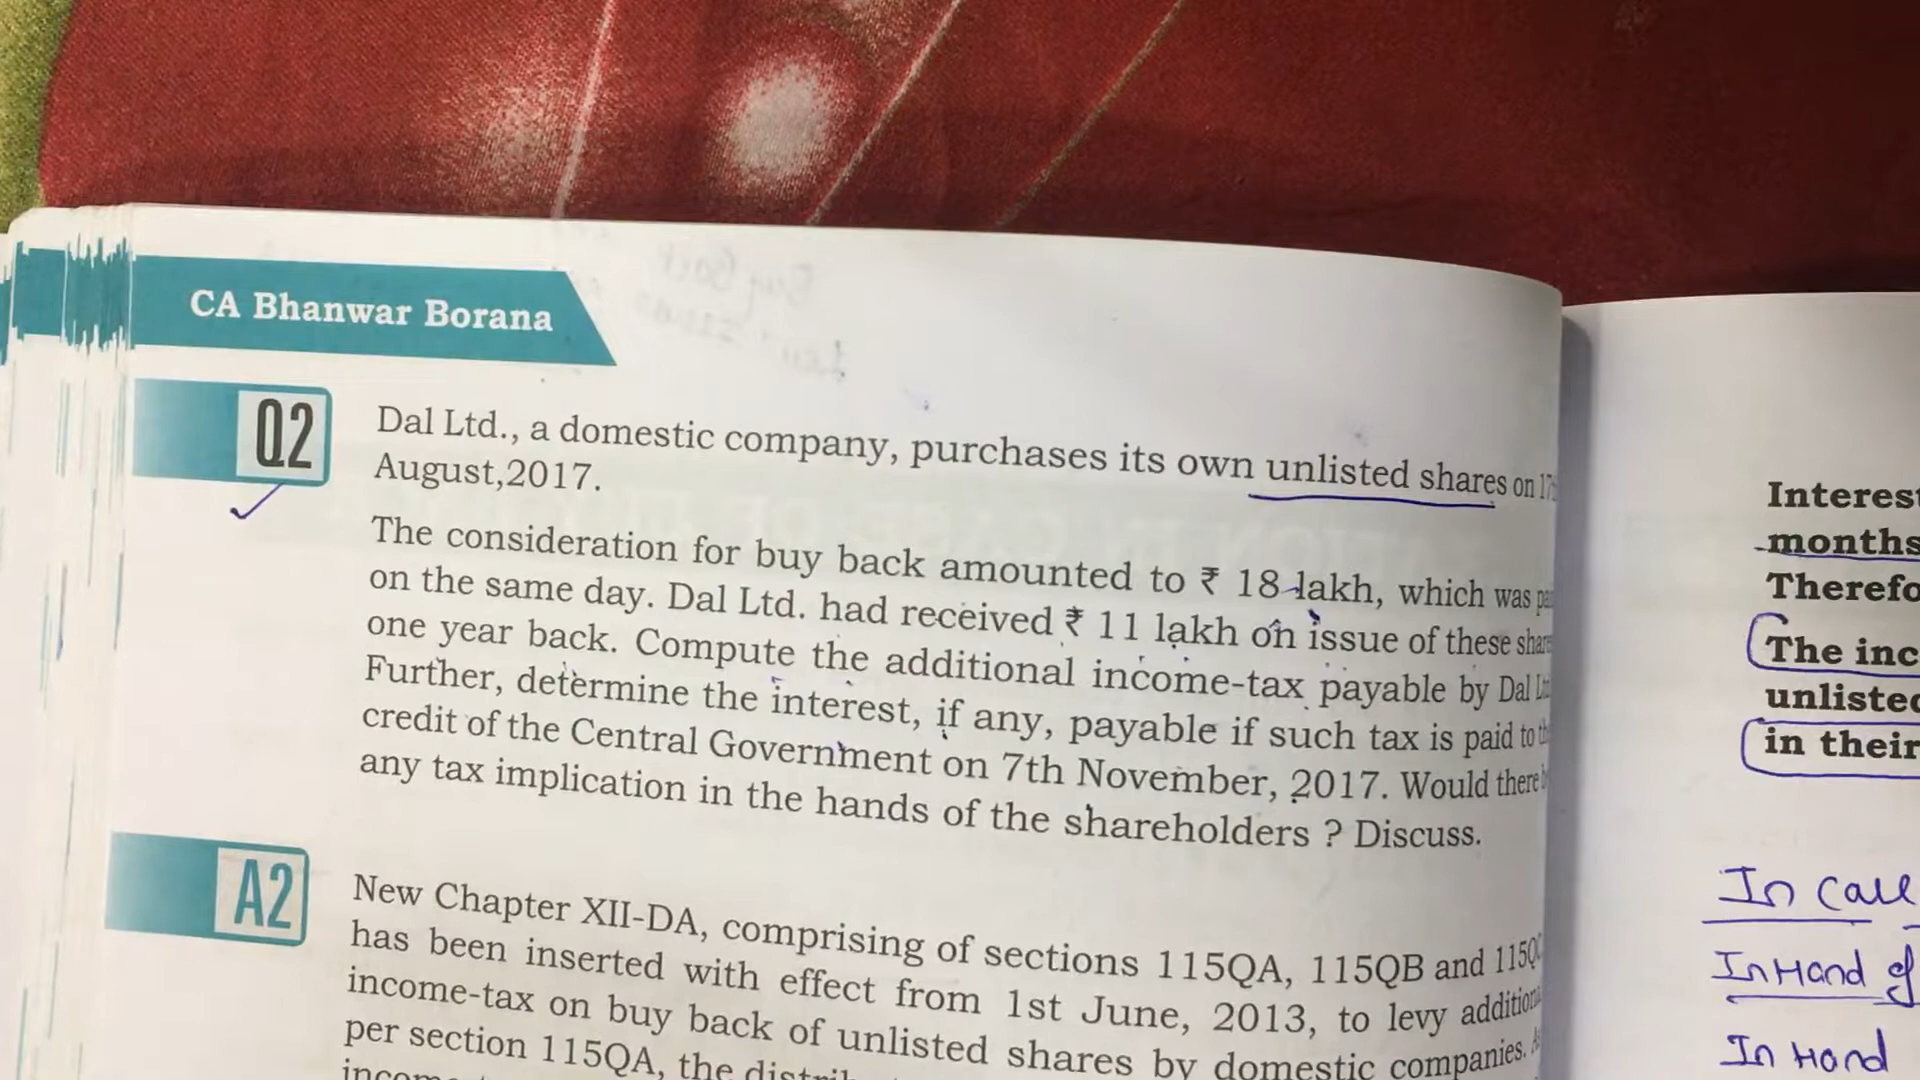 CA Bhanwar Borana
Q2
Dal Ltd., a domestic company, purchases its own unlisted shares on
August,2017.
The consideration for buy back amounted to ₹ 18 lakh, which was
on the same day. Dal Ltd. had received ₹ 11 lakh on issue of these
one year back. Compute the additional income-tax payable by Dal
Further, determine the interest, if any, payable if such tax is paid to
credit of the Central Government on 7th November, 2017. Would there
any tax implication in the hands of the shareholders ? Discuss.
A2
New Chapter XII-DA, comprising of sections 115QA, 115QB and
has been inserted with effect from 1st June, 2013, to levy
income-tax on buy back of unlisted shares by domestic companies.
per section 115QA, the
Interest
months
The inc
in their
In Case
In Hand of
In Hand